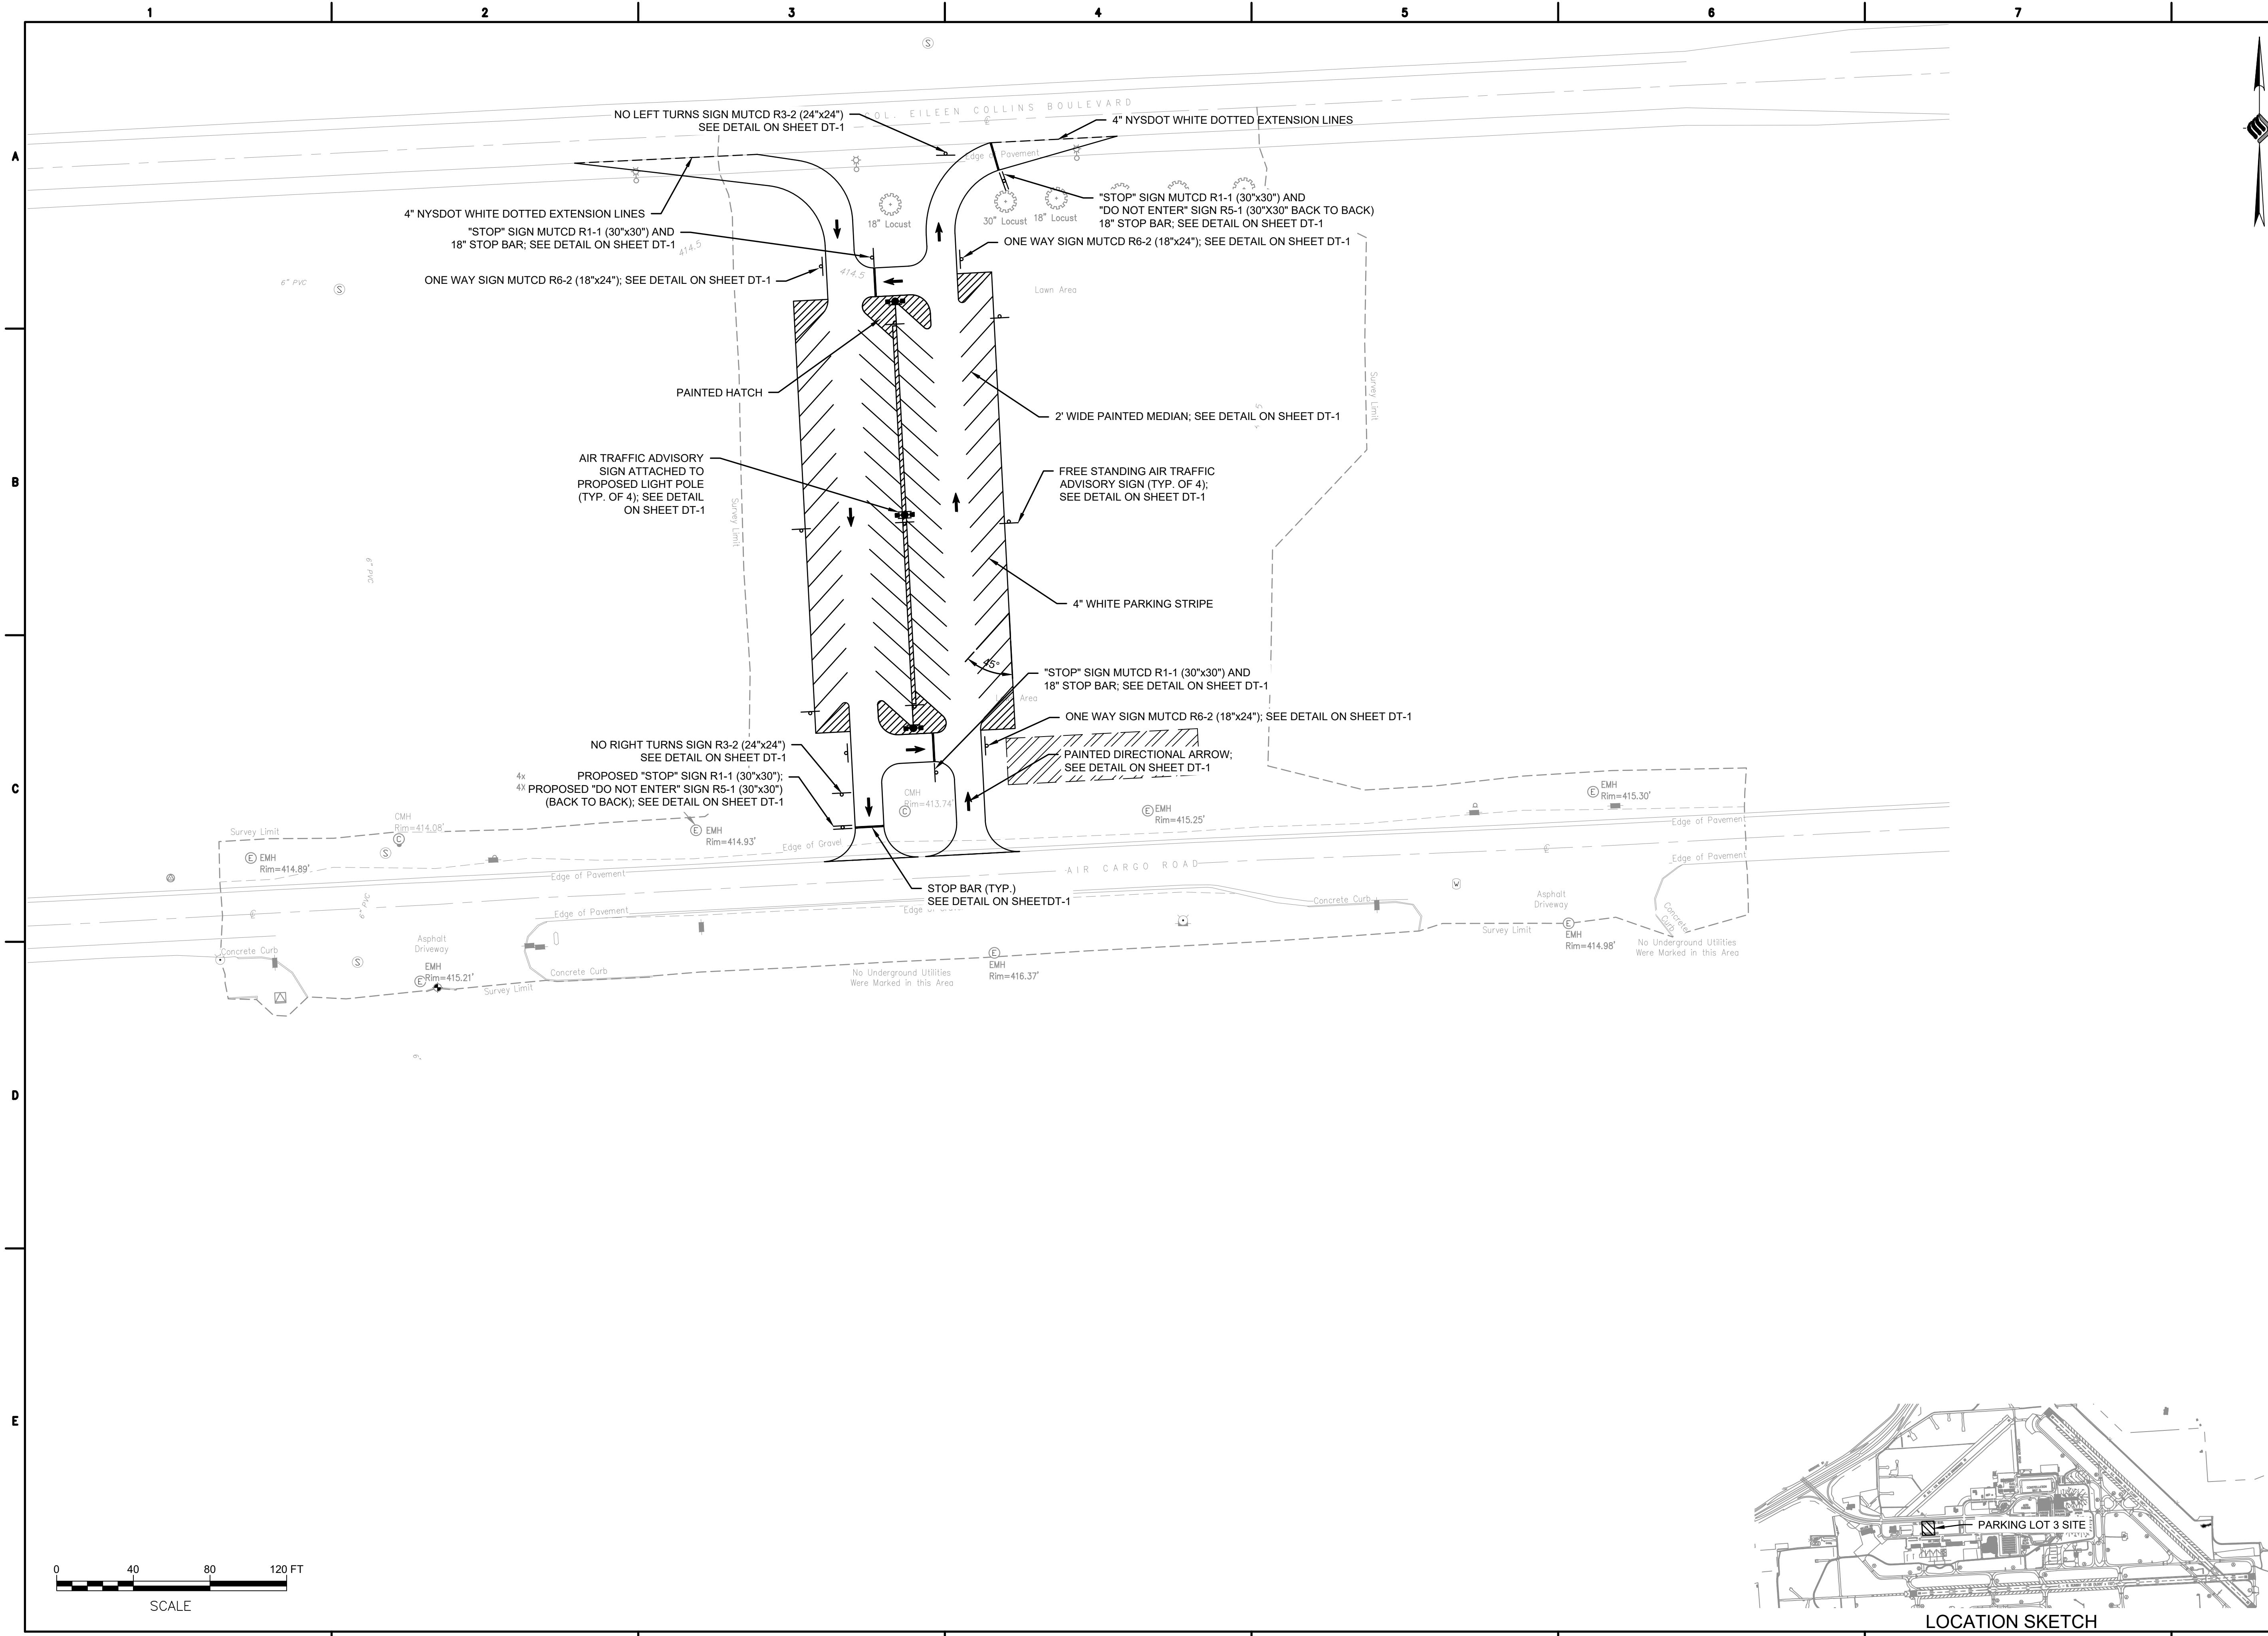 1 2 3 4 5 6 7
A
B
C
D
E
COL. EILEEN COLLINS BOULEVARD
NO LEFT TURNS SIGN MUTCD R3-2 (24"x24")
SEE DETAIL ON SHEET DT-1
4" NYSDOT WHITE DOTTED EXTENSION LINES
Edge of Pavement
4" NYSDOT WHITE DOTTED EXTENSION LINES
"STOP" SIGN MUTCD R1-1 (30"x30") AND
18" STOP BAR; SEE DETAIL ON SHEET DT-1
ONE WAY SIGN MUTCD R6-2 (18"x24"); SEE DETAIL ON SHEET DT-1
"STOP" SIGN MUTCD R1-1 (30"x30") AND
"DO NOT ENTER" SIGN R5-1 (30"X30" BACK TO BACK)
18" STOP BAR; SEE DETAIL ON SHEET DT-1
ONE WAY SIGN MUTCD R6-2 (18"x24"); SEE DETAIL ON SHEET DT-1
18" Locust
30" Locust
18" Locust
414.5
414.5
6" PVC
S
S
Lawn Area
PAINTED HATCH
2' WIDE PAINTED MEDIAN; SEE DETAIL ON SHEET DT-1
Survey Limit
AIR TRAFFIC ADVISORY
SIGN ATTACHED TO
PROPOSED LIGHT POLE
(TYP. OF 4); SEE DETAIL
ON SHEET DT-1
FREE STANDING AIR TRAFFIC
ADVISORY SIGN (TYP. OF 4);
SEE DETAIL ON SHEET DT-1
Survey Limit
6" PVC
4" WHITE PARKING STRIPE
45°
"STOP" SIGN MUTCD R1-1 (30"x30") AND
18" STOP BAR; SEE DETAIL ON SHEET DT-1
Area
ONE WAY SIGN MUTCD R6-2 (18"x24"); SEE DETAIL ON SHEET DT-1
PAINTED DIRECTIONAL ARROW;
SEE DETAIL ON SHEET DT-1
NO RIGHT TURNS SIGN R3-2 (24"x24")
SEE DETAIL ON SHEET DT-1
4x
4X
PROPOSED "STOP" SIGN R1-1 (30"x30");
PROPOSED "DO NOT ENTER" SIGN R5-1 (30"x30")
(BACK TO BACK); SEE DETAIL ON SHEET DT-1
CMH
Rim=413.74'
C
E EMH
Rim=415.25'
E EMH
Rim=415.30'
CMH
Rim=414.08'
C
S
Survey Limit
E EMH
Rim=414.89'
E EMH
Rim=414.93'
Edge of Gravel
Edge of Pavement
Edge of Pavement
Edge of Pavement
AIR CARGO ROAD
STOP BAR (TYP.)
SEE DETAIL ON SHEETDT-1
Edge of Pavement
6" PVC
Concrete Curb
Asphalt
Driveway
W
Asphalt
Driveway
Concrete
Curb
Survey Limit
E
EMH
Rim=414.98'
No Underground Utilities
Were Marked in this Area
Concrete Curb
S
E EMH
Rim=415.21'
Concrete Curb
Survey Limit
No Underground Utilities
Were Marked in this Area
E
EMH
Rim=416.37'
6"
PARKING LOT 3 SITE
LOCATION SKETCH
0 40 80 120 FT
SCALE